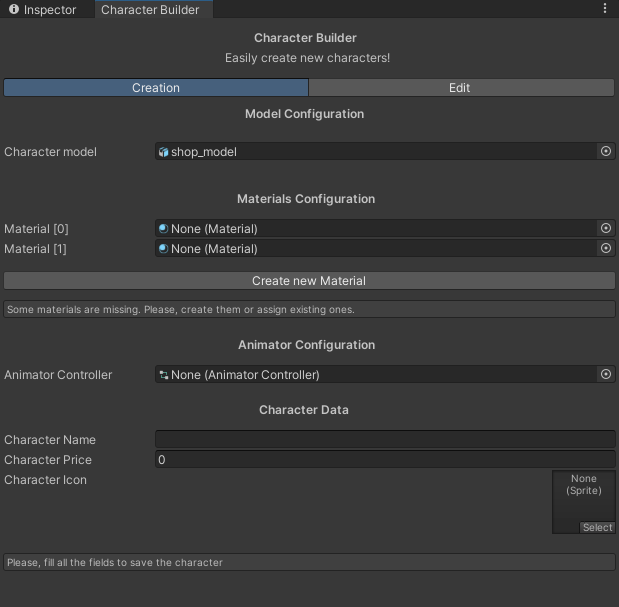 Inspector
Character Builder
Character Builder
Easily create new characters!
Creation
Edit
Model Configuration
Character model
shop_model
Materials Configuration
Material [0]
None (Material)
Material [1]
None (Material)
Create new Material
Some materials are missing. Please, create them or assign existing ones.
Animator Configuration
Animator Controller
None (Animator Controller)
Character Data
Character Name
Character Price
0
Character Icon
None
(Sprite)
Select
Please, fill all the fields to save the character